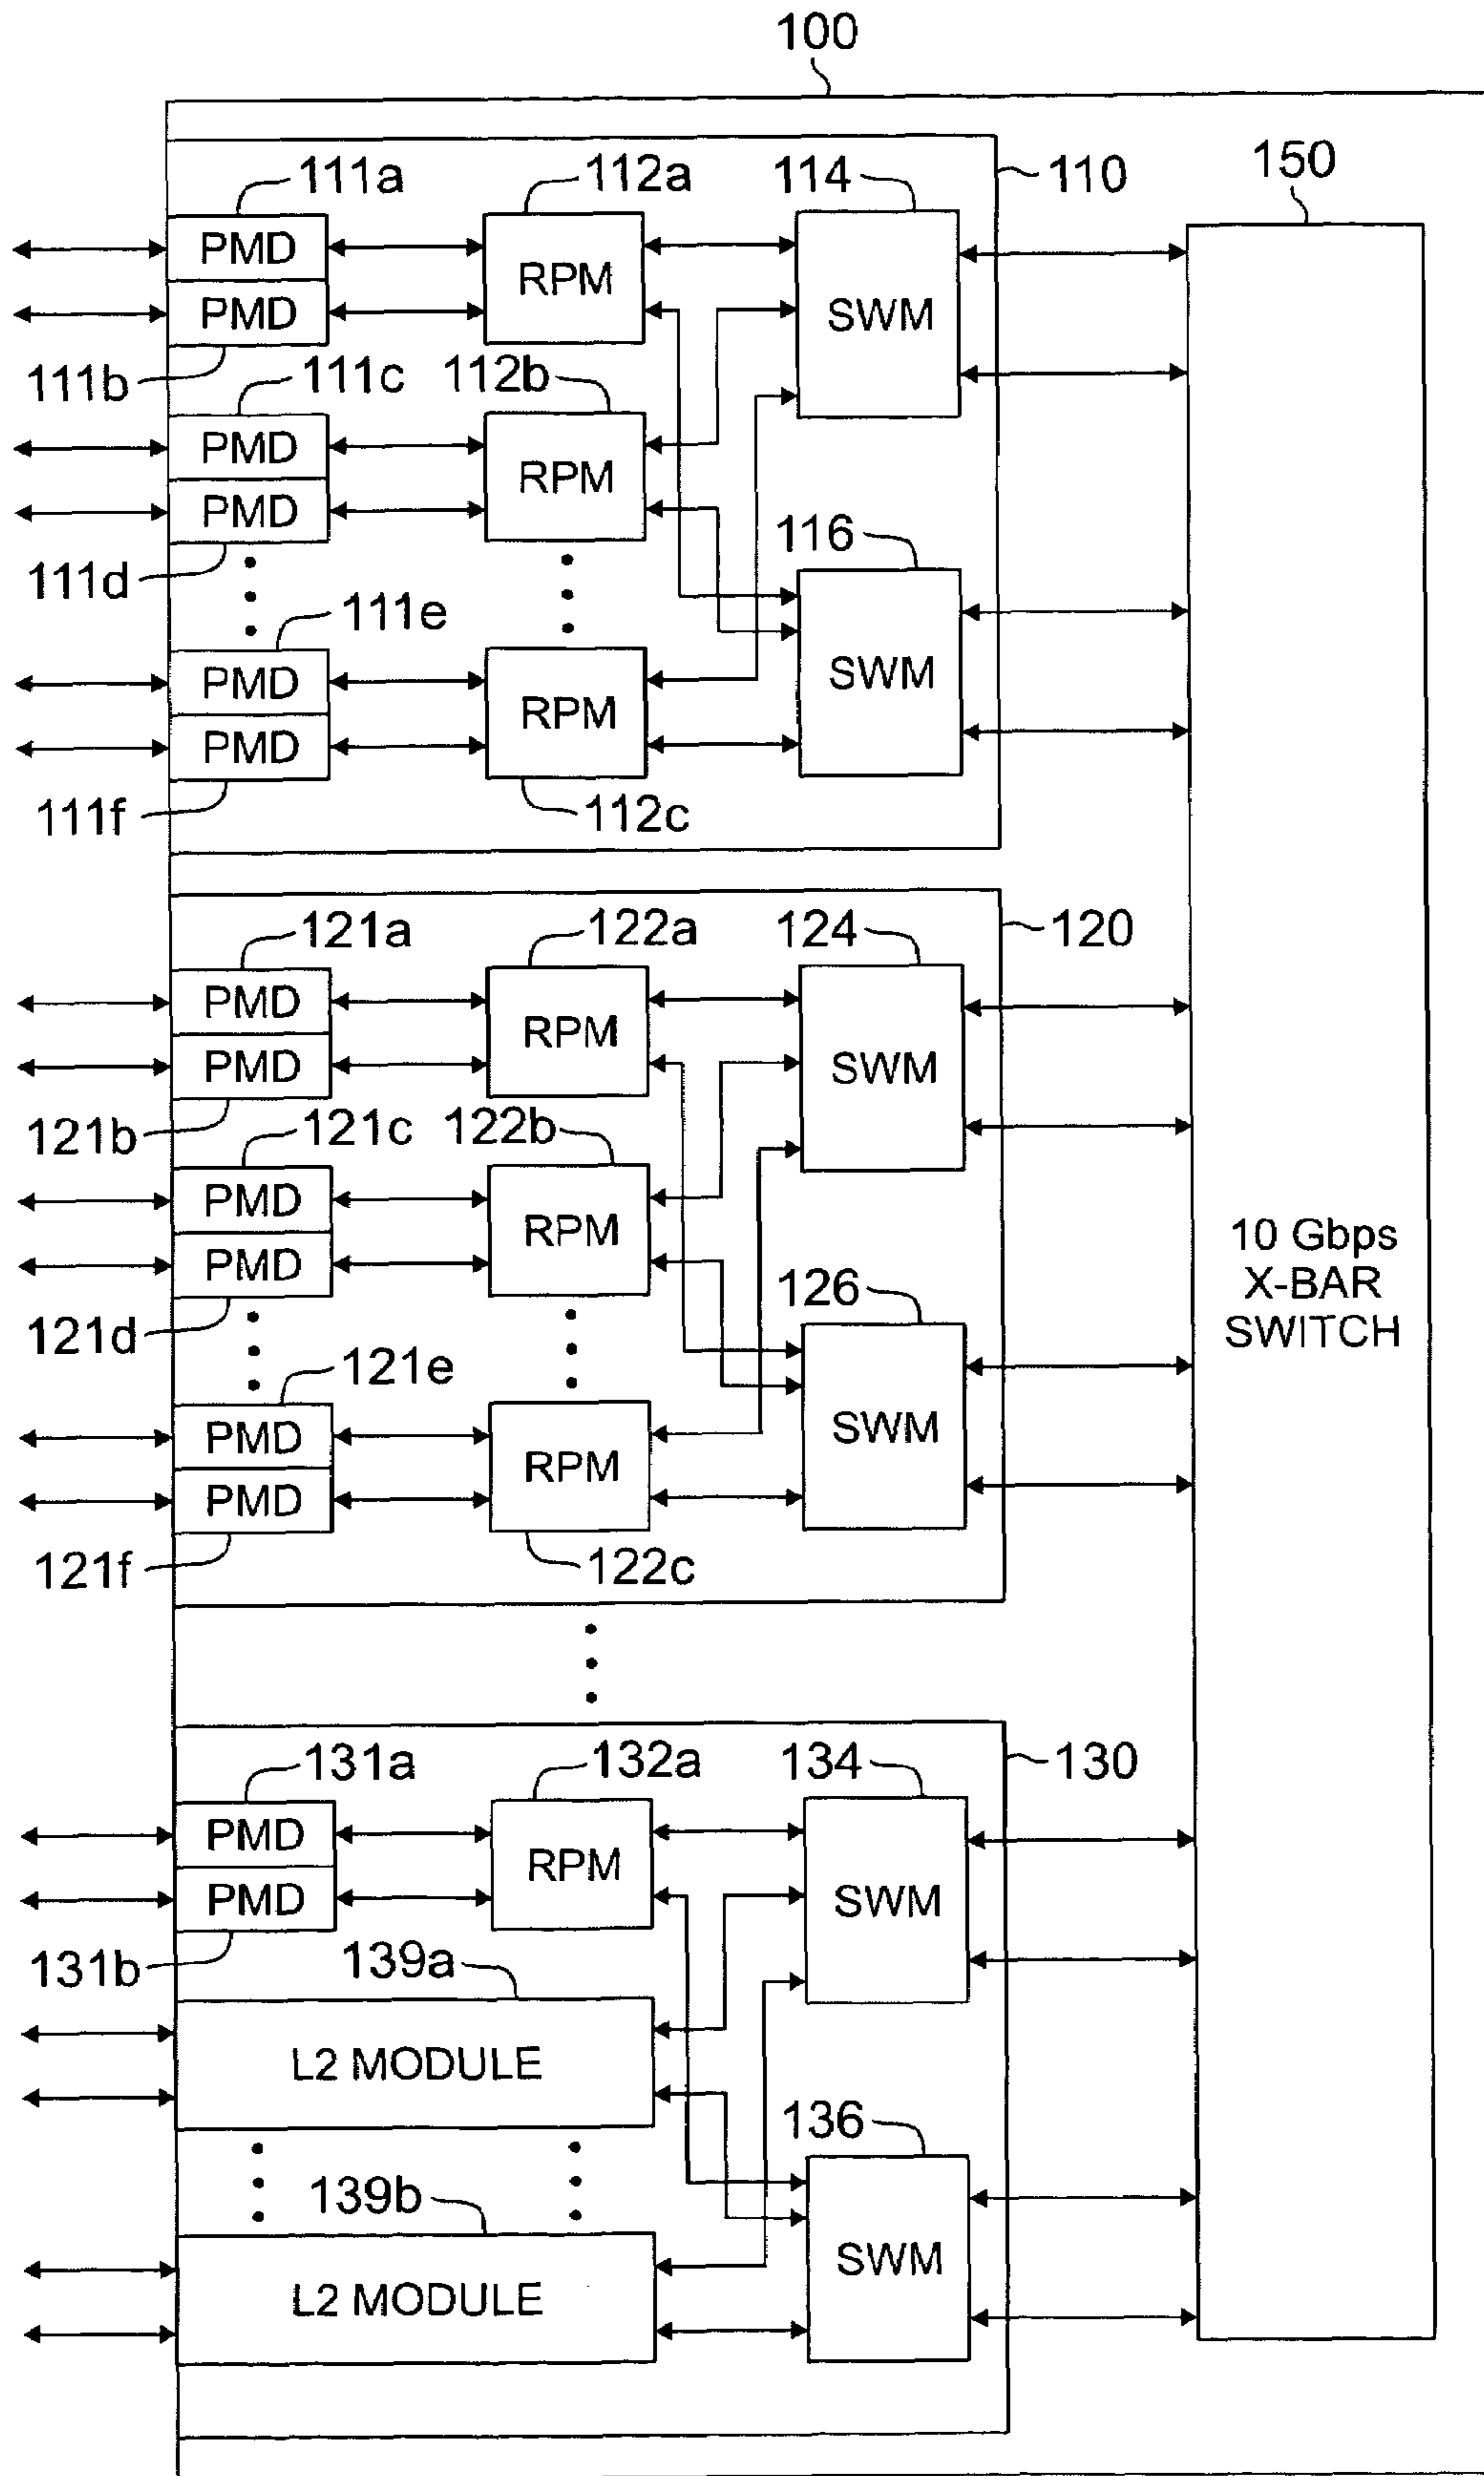 100
111a 112a 114 110 150
PMD
PMD
RPM
SWM
111b 111c 112b
PMD
PMD
RPM
111d
116
111e
PMD
PMD
RPM
SWM
111f 112c
121a 122a 124 120
PMD
PMD
RPM
SWM
121b 121c 122b
PMD
PMD
RPM
10 Gbps
X-BAR
SWITCH
121d
126
121e
PMD
PMD
RPM
SWM
121f 122c
131a 132a 134 130
PMD
PMD
RPM
SWM
131b 139a
L2 MODULE
136
139b
SWM
L2 MODULE